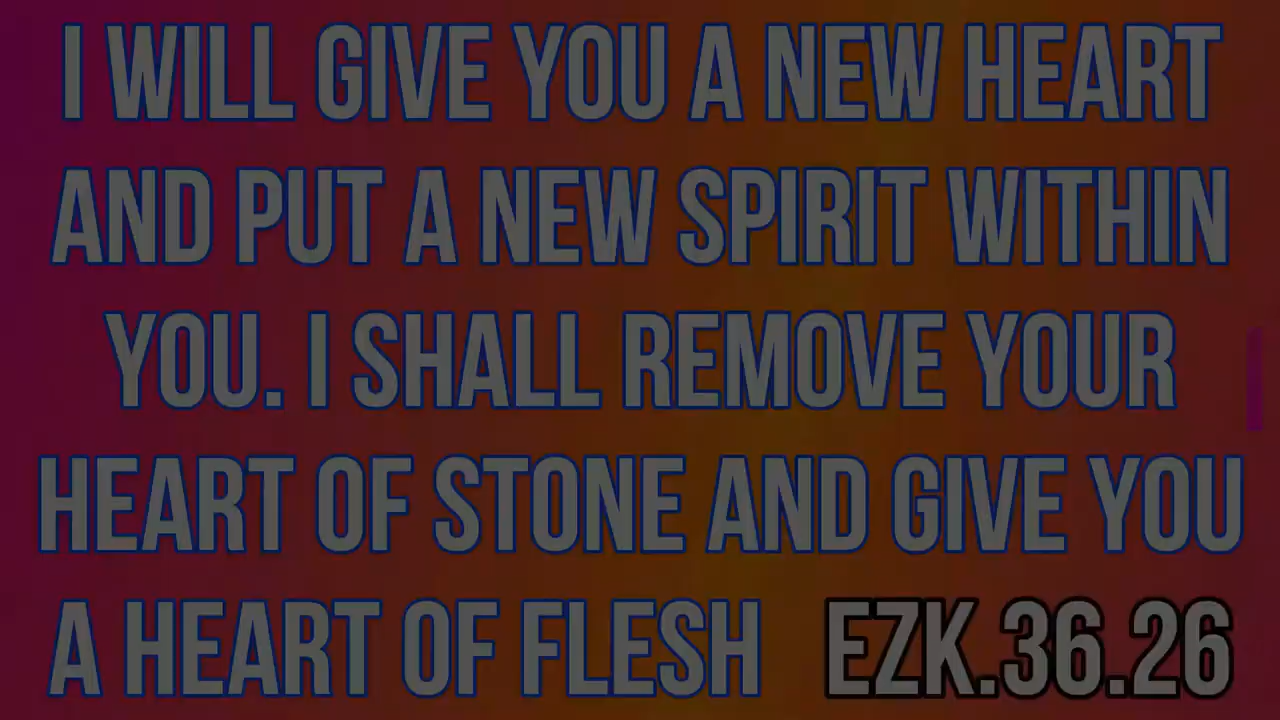 I WILL GIVE YOU A NEW HEART
AND PUT A NEW SPIRIT WITHIN
YOU. I SHALL REMOVE YOUR
HEART OF STONE AND GIVE YOU
A HEART OF FLESH EZK.36.26